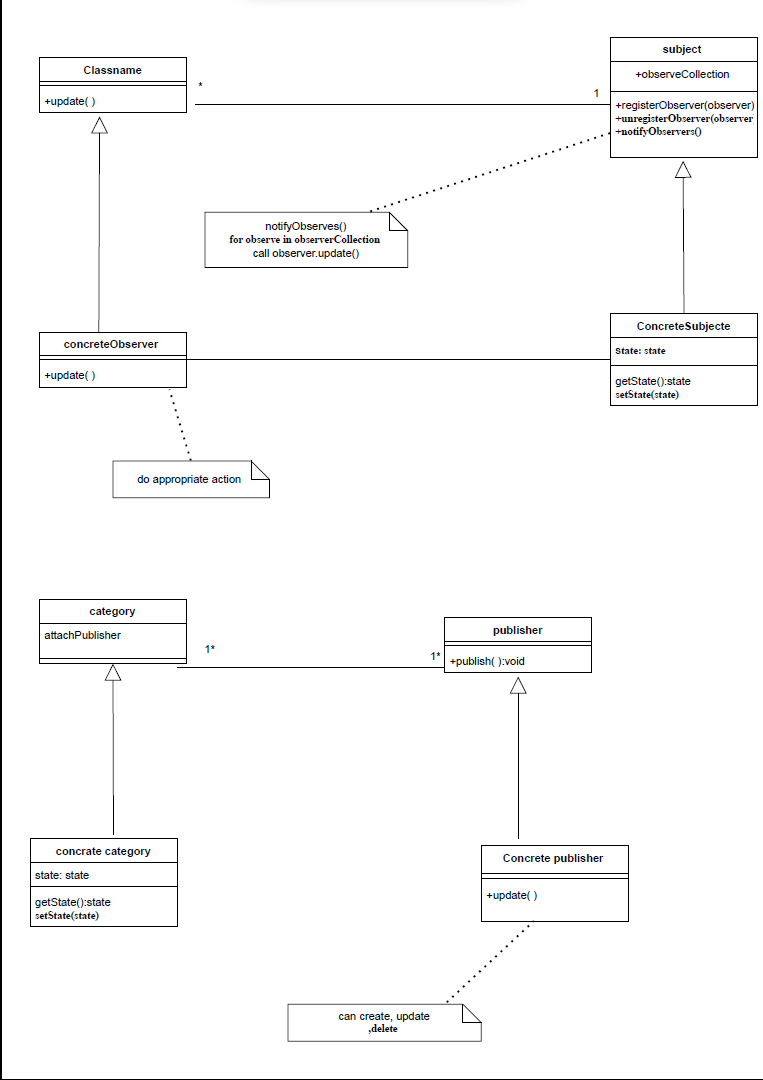 Classname
+update( )
*
1
subject
+observeCollection
+registerObserver(observer)
+unregisterObserver(observer
+notifyObservers()
notifyObserves()
for observe in observerCollection
call observer.update()
concreteObserver
+update( )
ConcreteSubjecte
State: state
getState():state
setState(state)
do appropriate action
category
attachPublisher
1*
1*
publisher
+publish( ):void
concrate category
state: state
getState():state
setState(state)
Concrete publisher
+update( )
can create, update
,delete